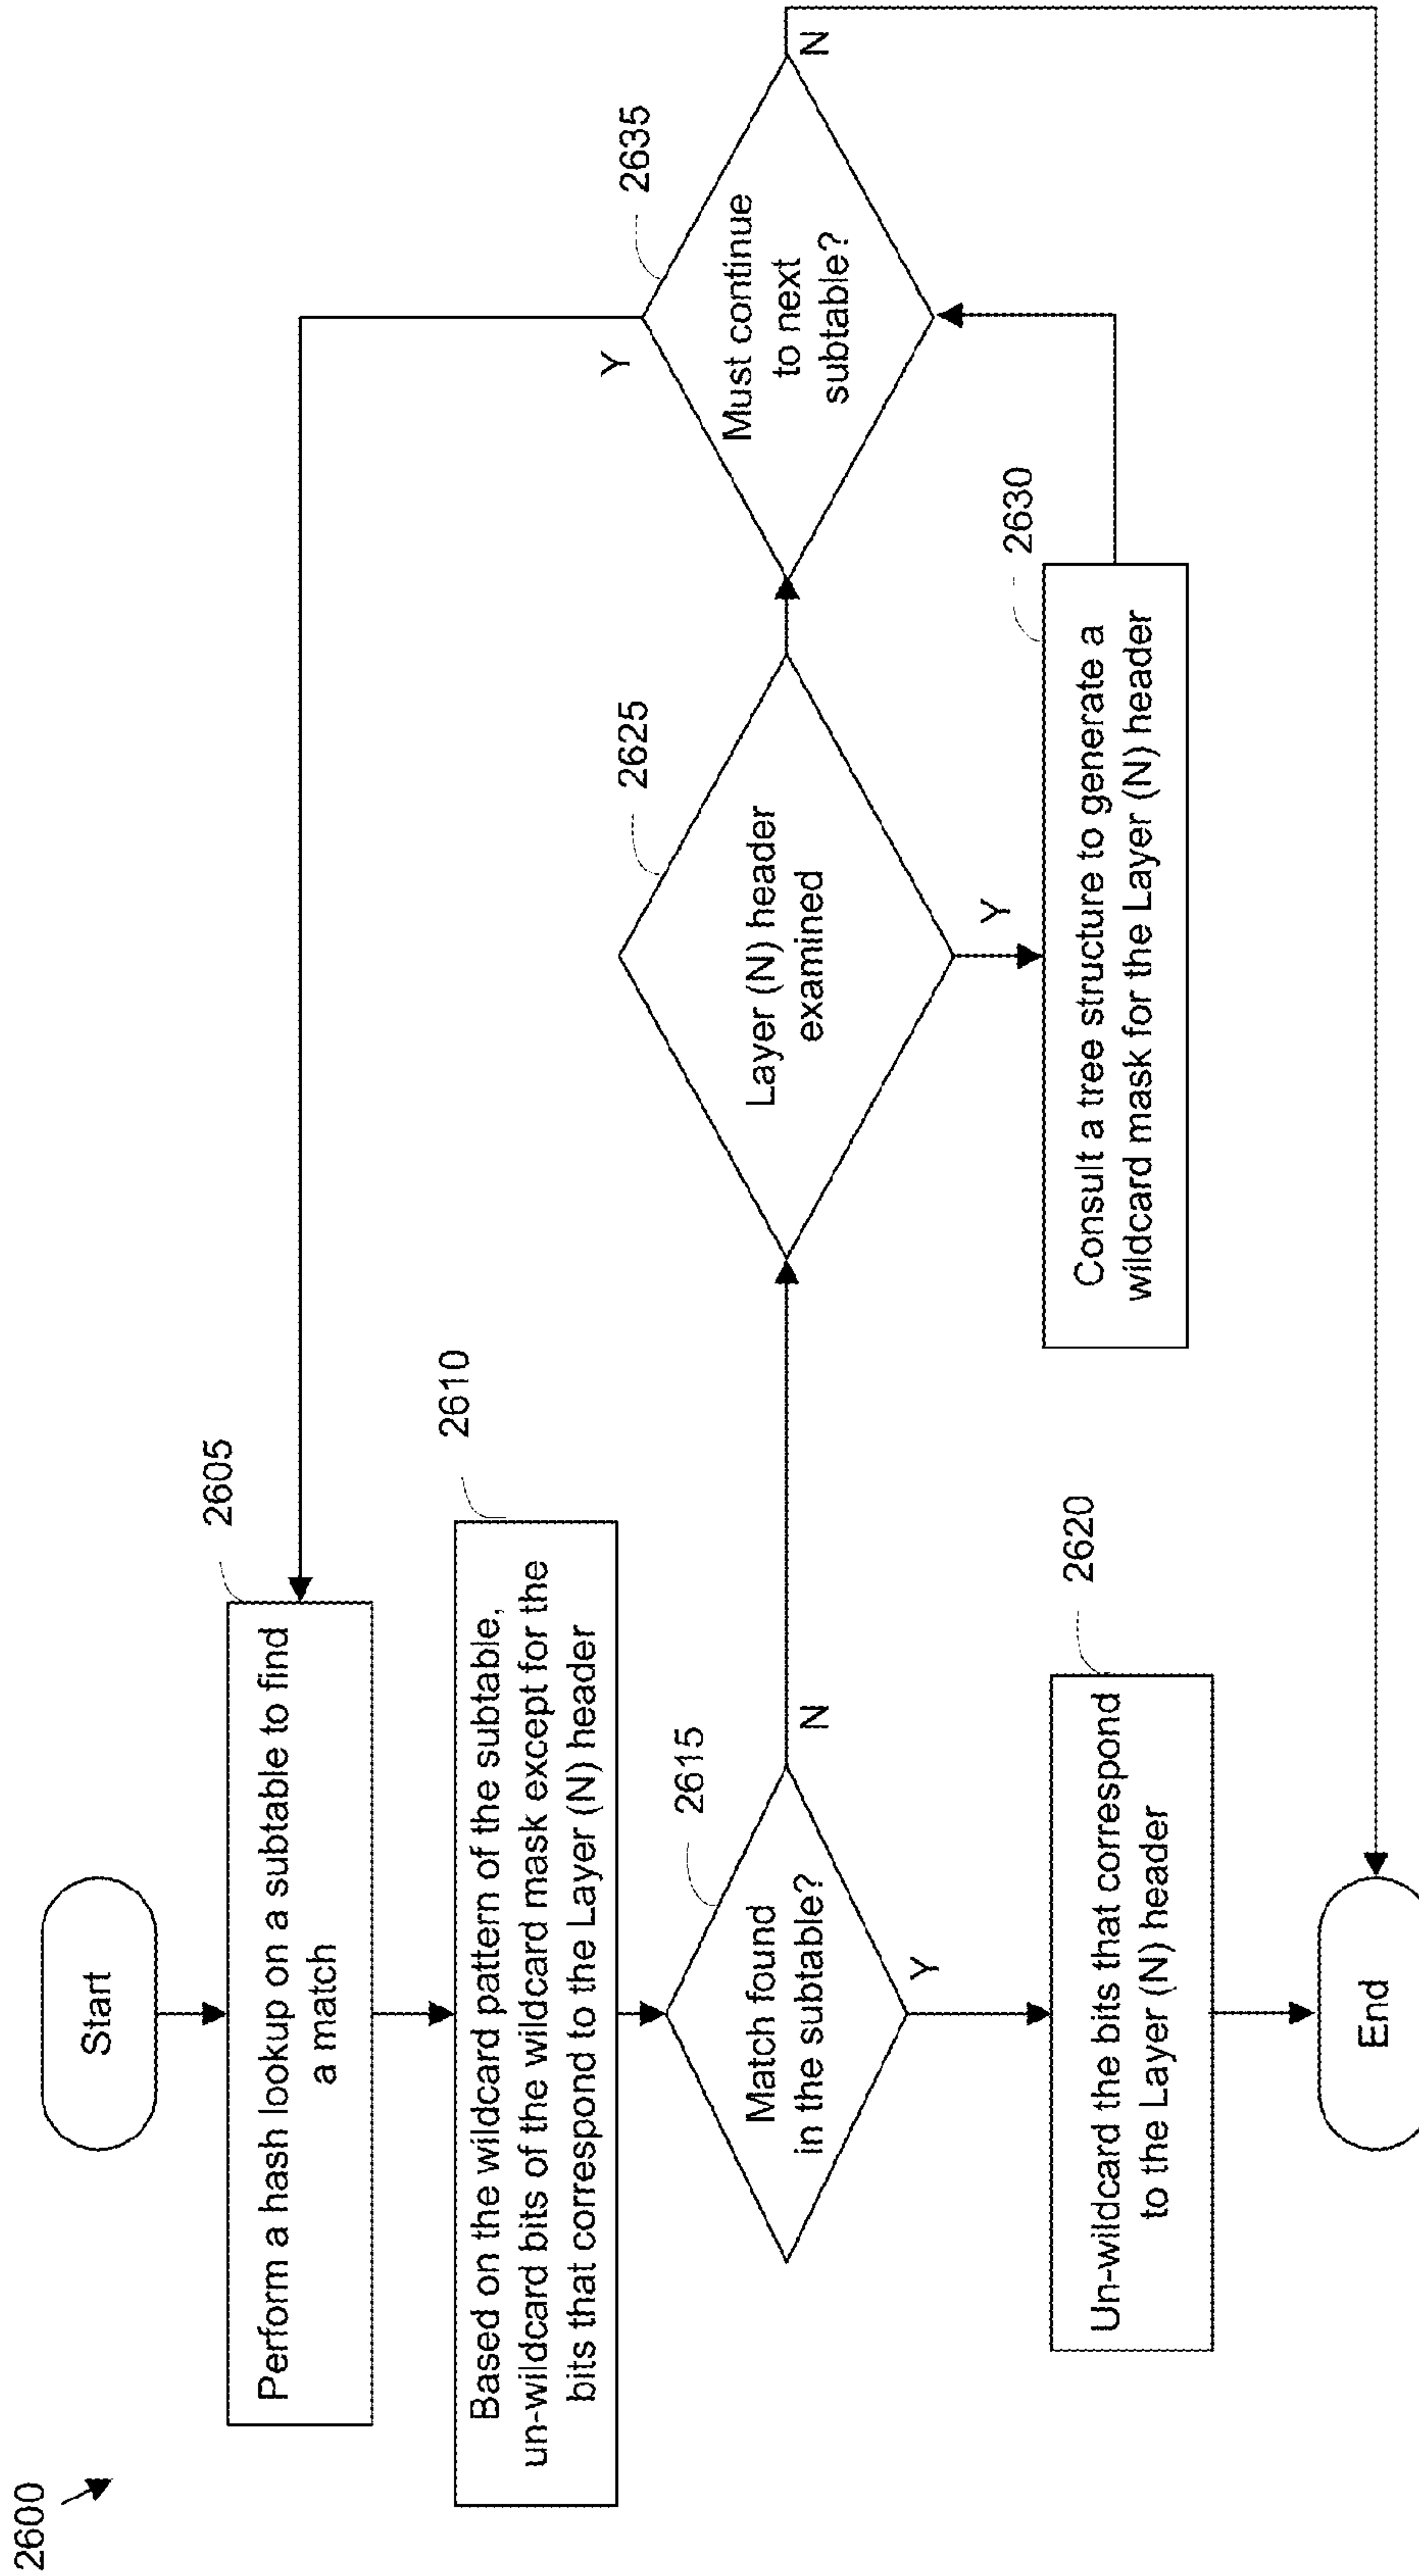 2600
Start
2605
Perform a hash lookup on a subtable to find
a match
2610
Based on the wildcard pattern of the subtable,
un-wildcard bits of the wildcard mask except for the
bits that correspond to the Layer (N) header
2615
Match found
in the subtable?
N
Y
2620
Un-wildcard the bits that correspond
to the Layer (N) header
End
2625
Layer (N) header
examined
Y
2630
Consult a tree structure to generate a
wildcard mask for the Layer (N) header
2635
Must continue
to next
subtable?
Y
N